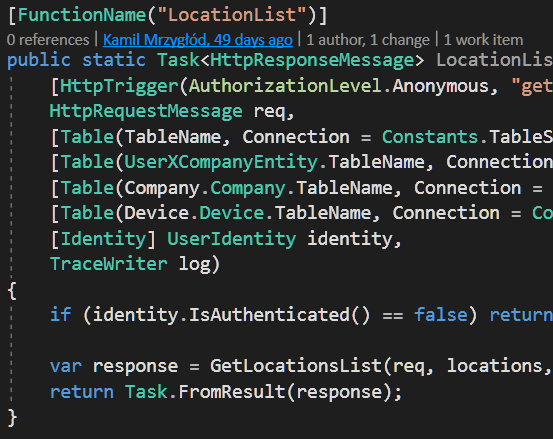 [FunctionName("LocationList")]
0 references | Kamil Mrzygłód, 49 days ago | 1 author, 1 change | 1 work item
public static Task<HttpResponseMessage> LocationLis
[HttpTrigger(AuthorizationLevel.Anonymous, "get
HttpRequestMessage req,
[Table(TableName, Connection = Constants.TableS
[Table(UserXCompanyEntity.TableName, Connection
[Table(Company.Company.TableName, Connection =
[Table(Device.Device.TableName, Connection = Co
[Identity] UserIdentity identity,
TraceWriter log)
{
if (identity.IsAuthenticated() == false) return
var response = GetLocationsList(req, locations,
return Task.FromResult(response);
}